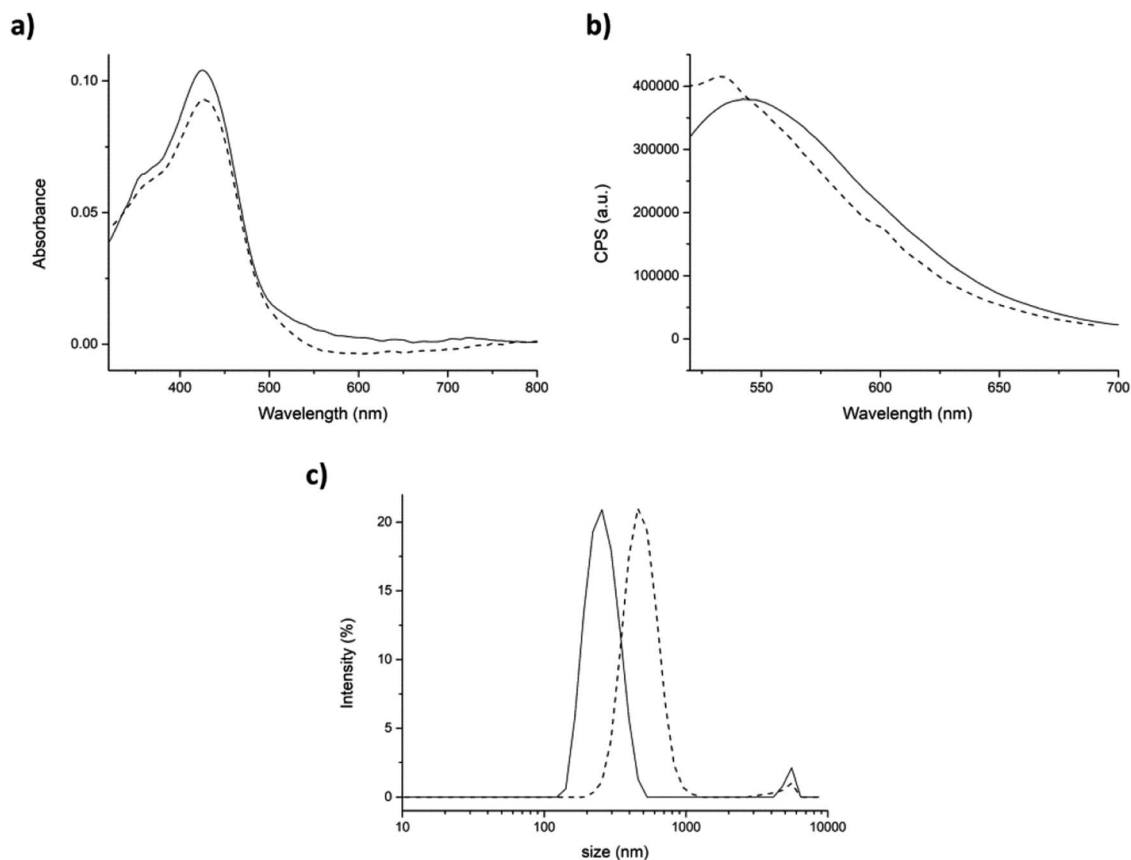 a)
0.10
0.05
0.00
Absorbance
400 500 600 700 800
Wavelength (nm)
b)
400000
300000
200000
100000
0
CPS (a.u.)
550 600 650 700
Wavelength (nm)
c)
20
15
10
5
0
Intensity (%)
10 100 1000 10000
size (nm)